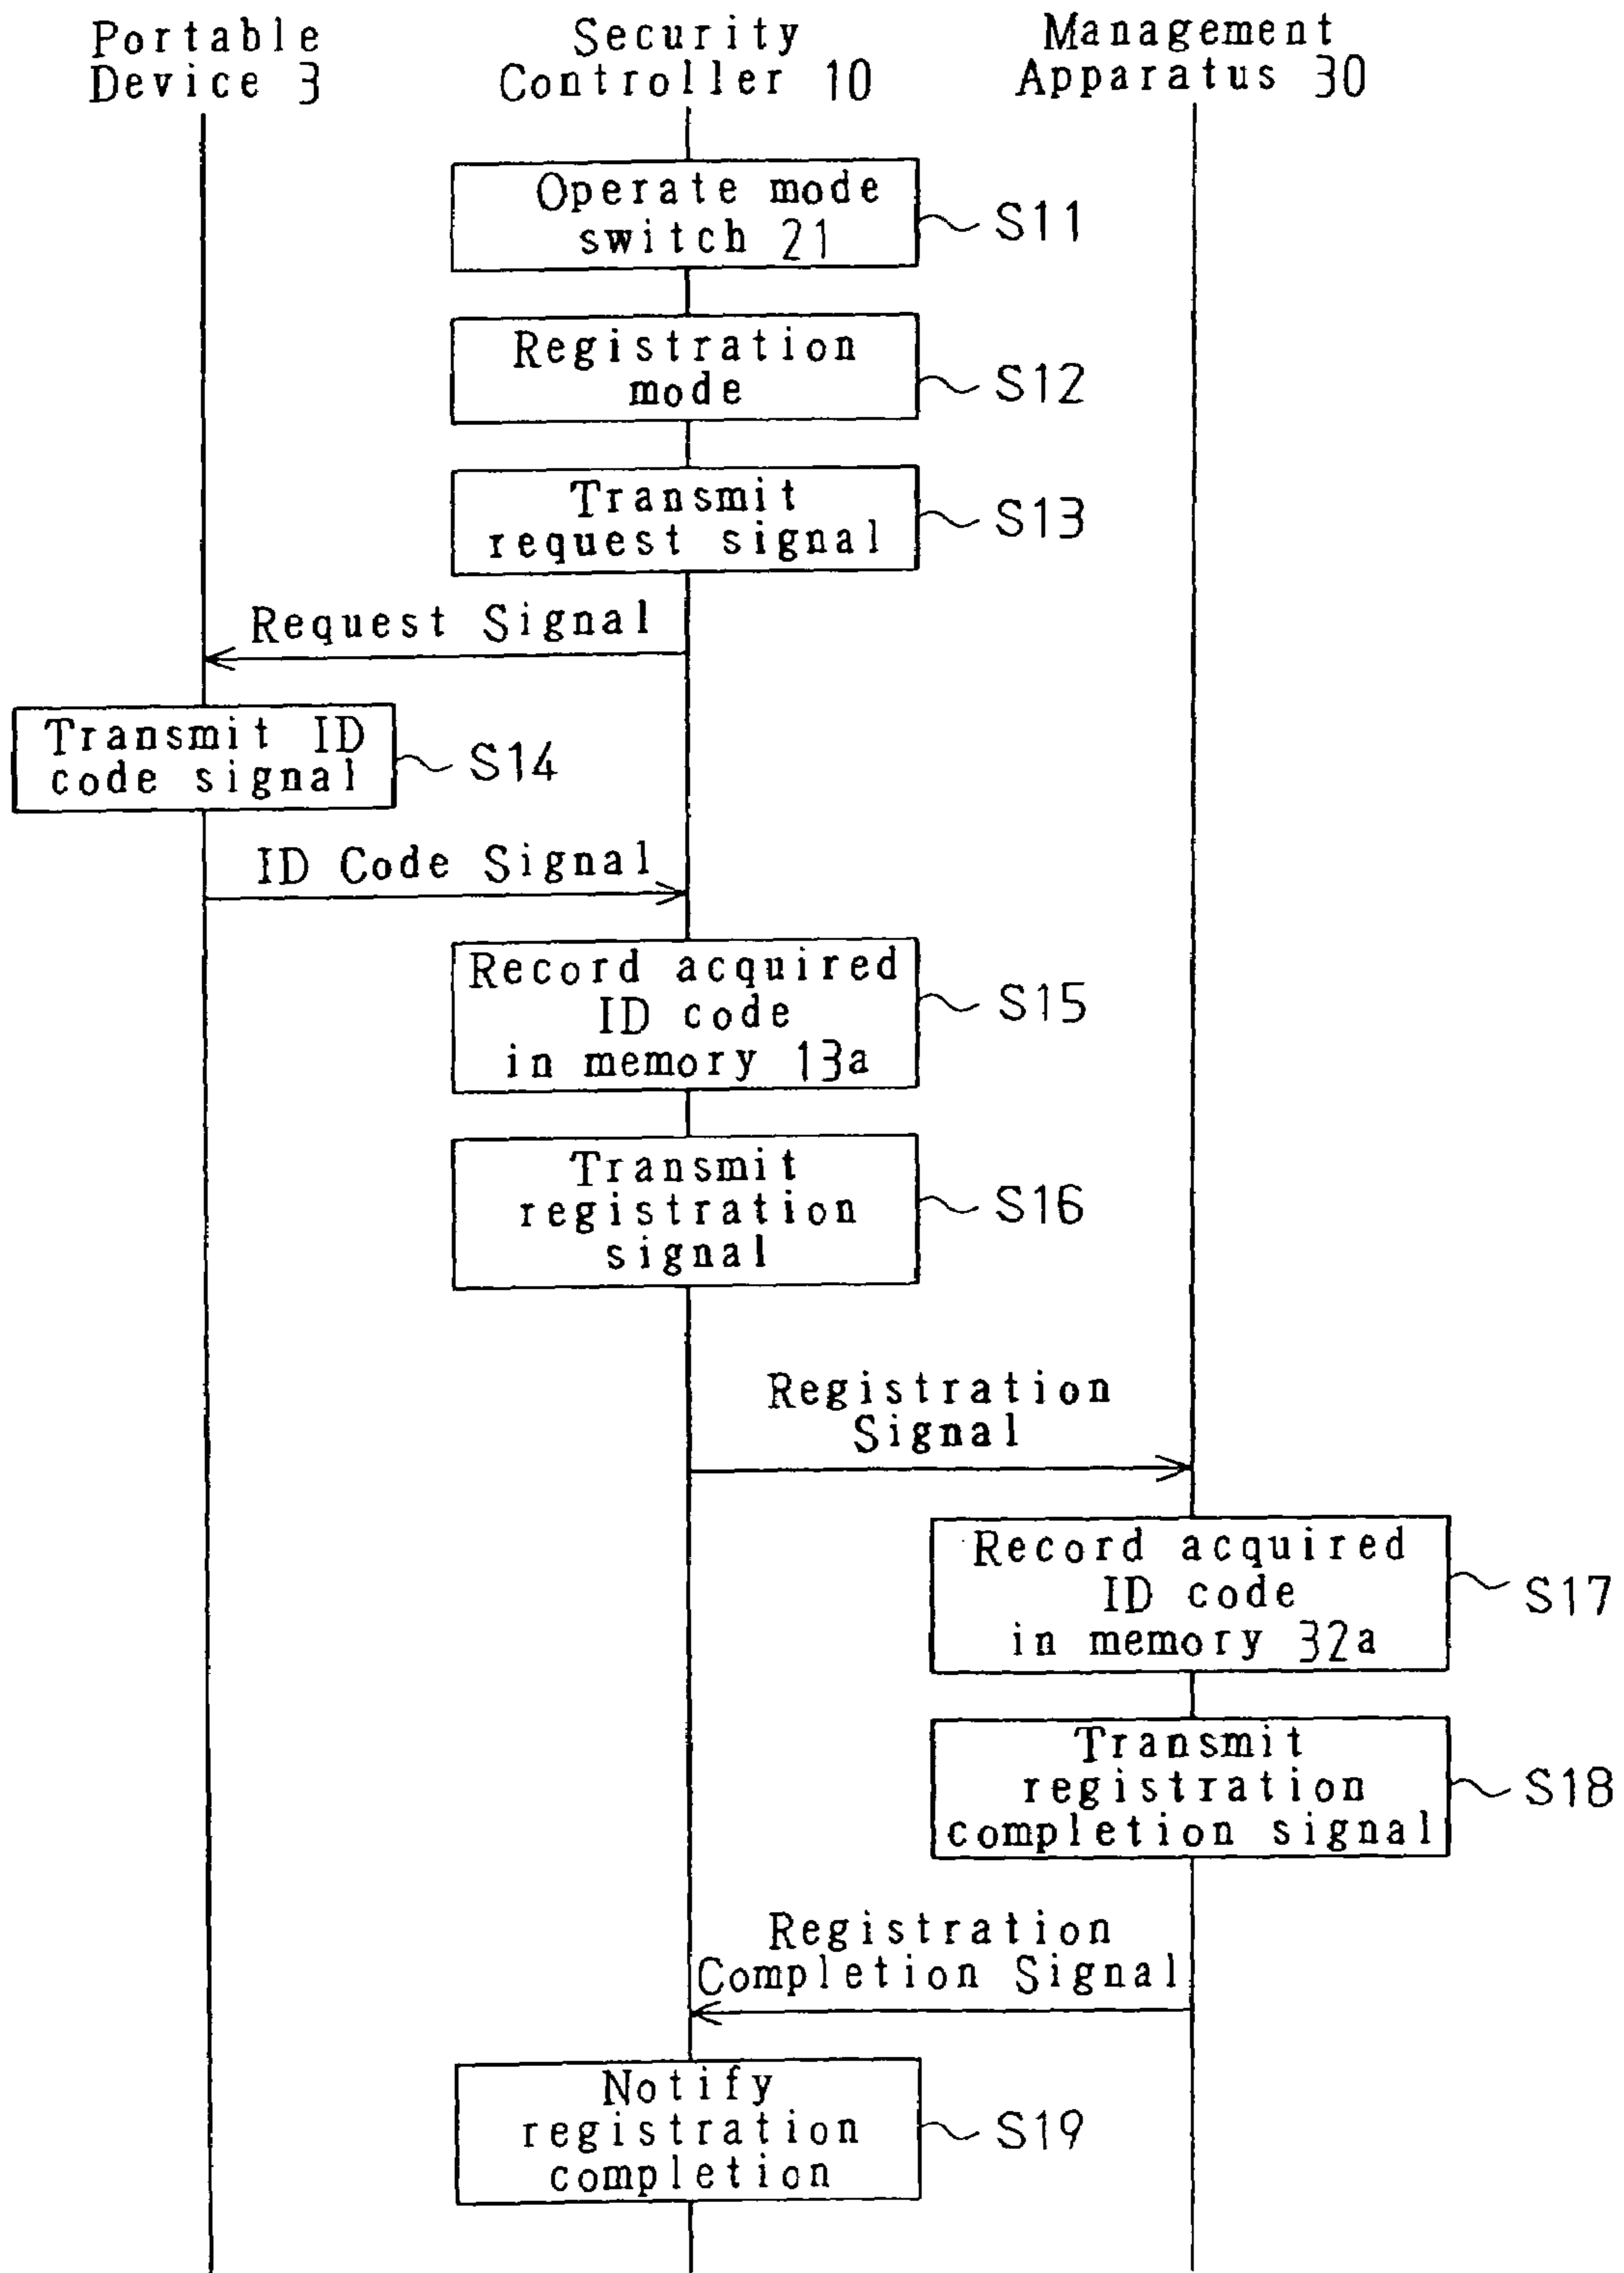 Portable
Device 3
Security
Controller 10
Management
Apparatus 30
Operate mode
switch 21
S11
Registration
mode
S12
Transmit
request signal
S13
Request Signal
Transmit ID
code signal
S14
ID Code Signal
Record acquired
ID code
in memory 13a
S15
Transmit
registration
signal
S16
Registration
Signal
Record acquired
ID code
in memory 32a
S17
Transmit
registration
completion signal
S18
Registration
Completion Signal
Notify
registration
completion
S19